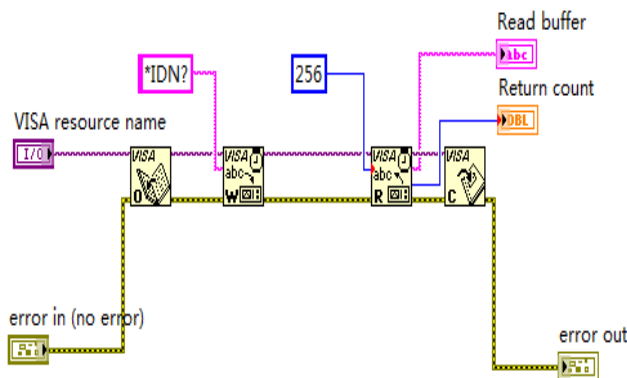 Read buffer
abc
*IDN?
256
Return count
DBL
VISA resource name
I/O
VISA
O
VISA
abc
W
VISA
abc
R
VISA
C
error in (no error)
error out